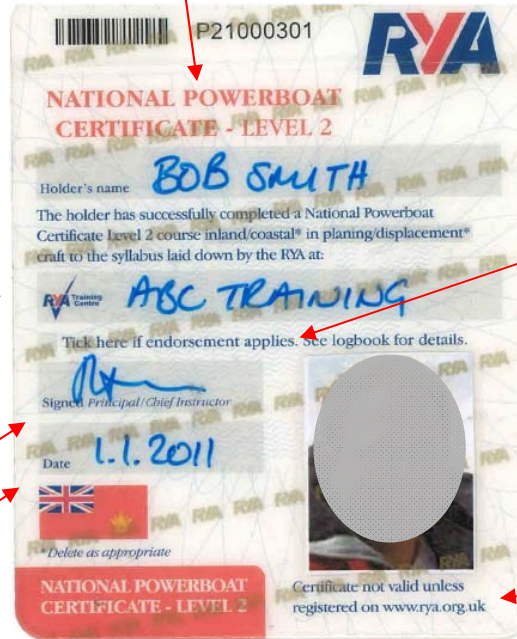 P21000301
RYA
NATIONAL POWERBOAT
CERTIFICATE - LEVEL 2
Holder's name BOB SMITH
The holder has successfully completed a National Powerboat
Certificate Level 2 course inland/coastal* in planing/displacement*
craft to the syllabus laid down by the RYA at:
RYA Training Centre ABC TRAINING
Tick here if endorsement applies. See logbook for details.
Signed Principal/Chief Instructor
Date 1.1.2011
*Delete as appropriate
NATIONAL POWERBOAT
CERTIFICATE - LEVEL 2
Certificate not valid unless
registered on www.rya.org.uk